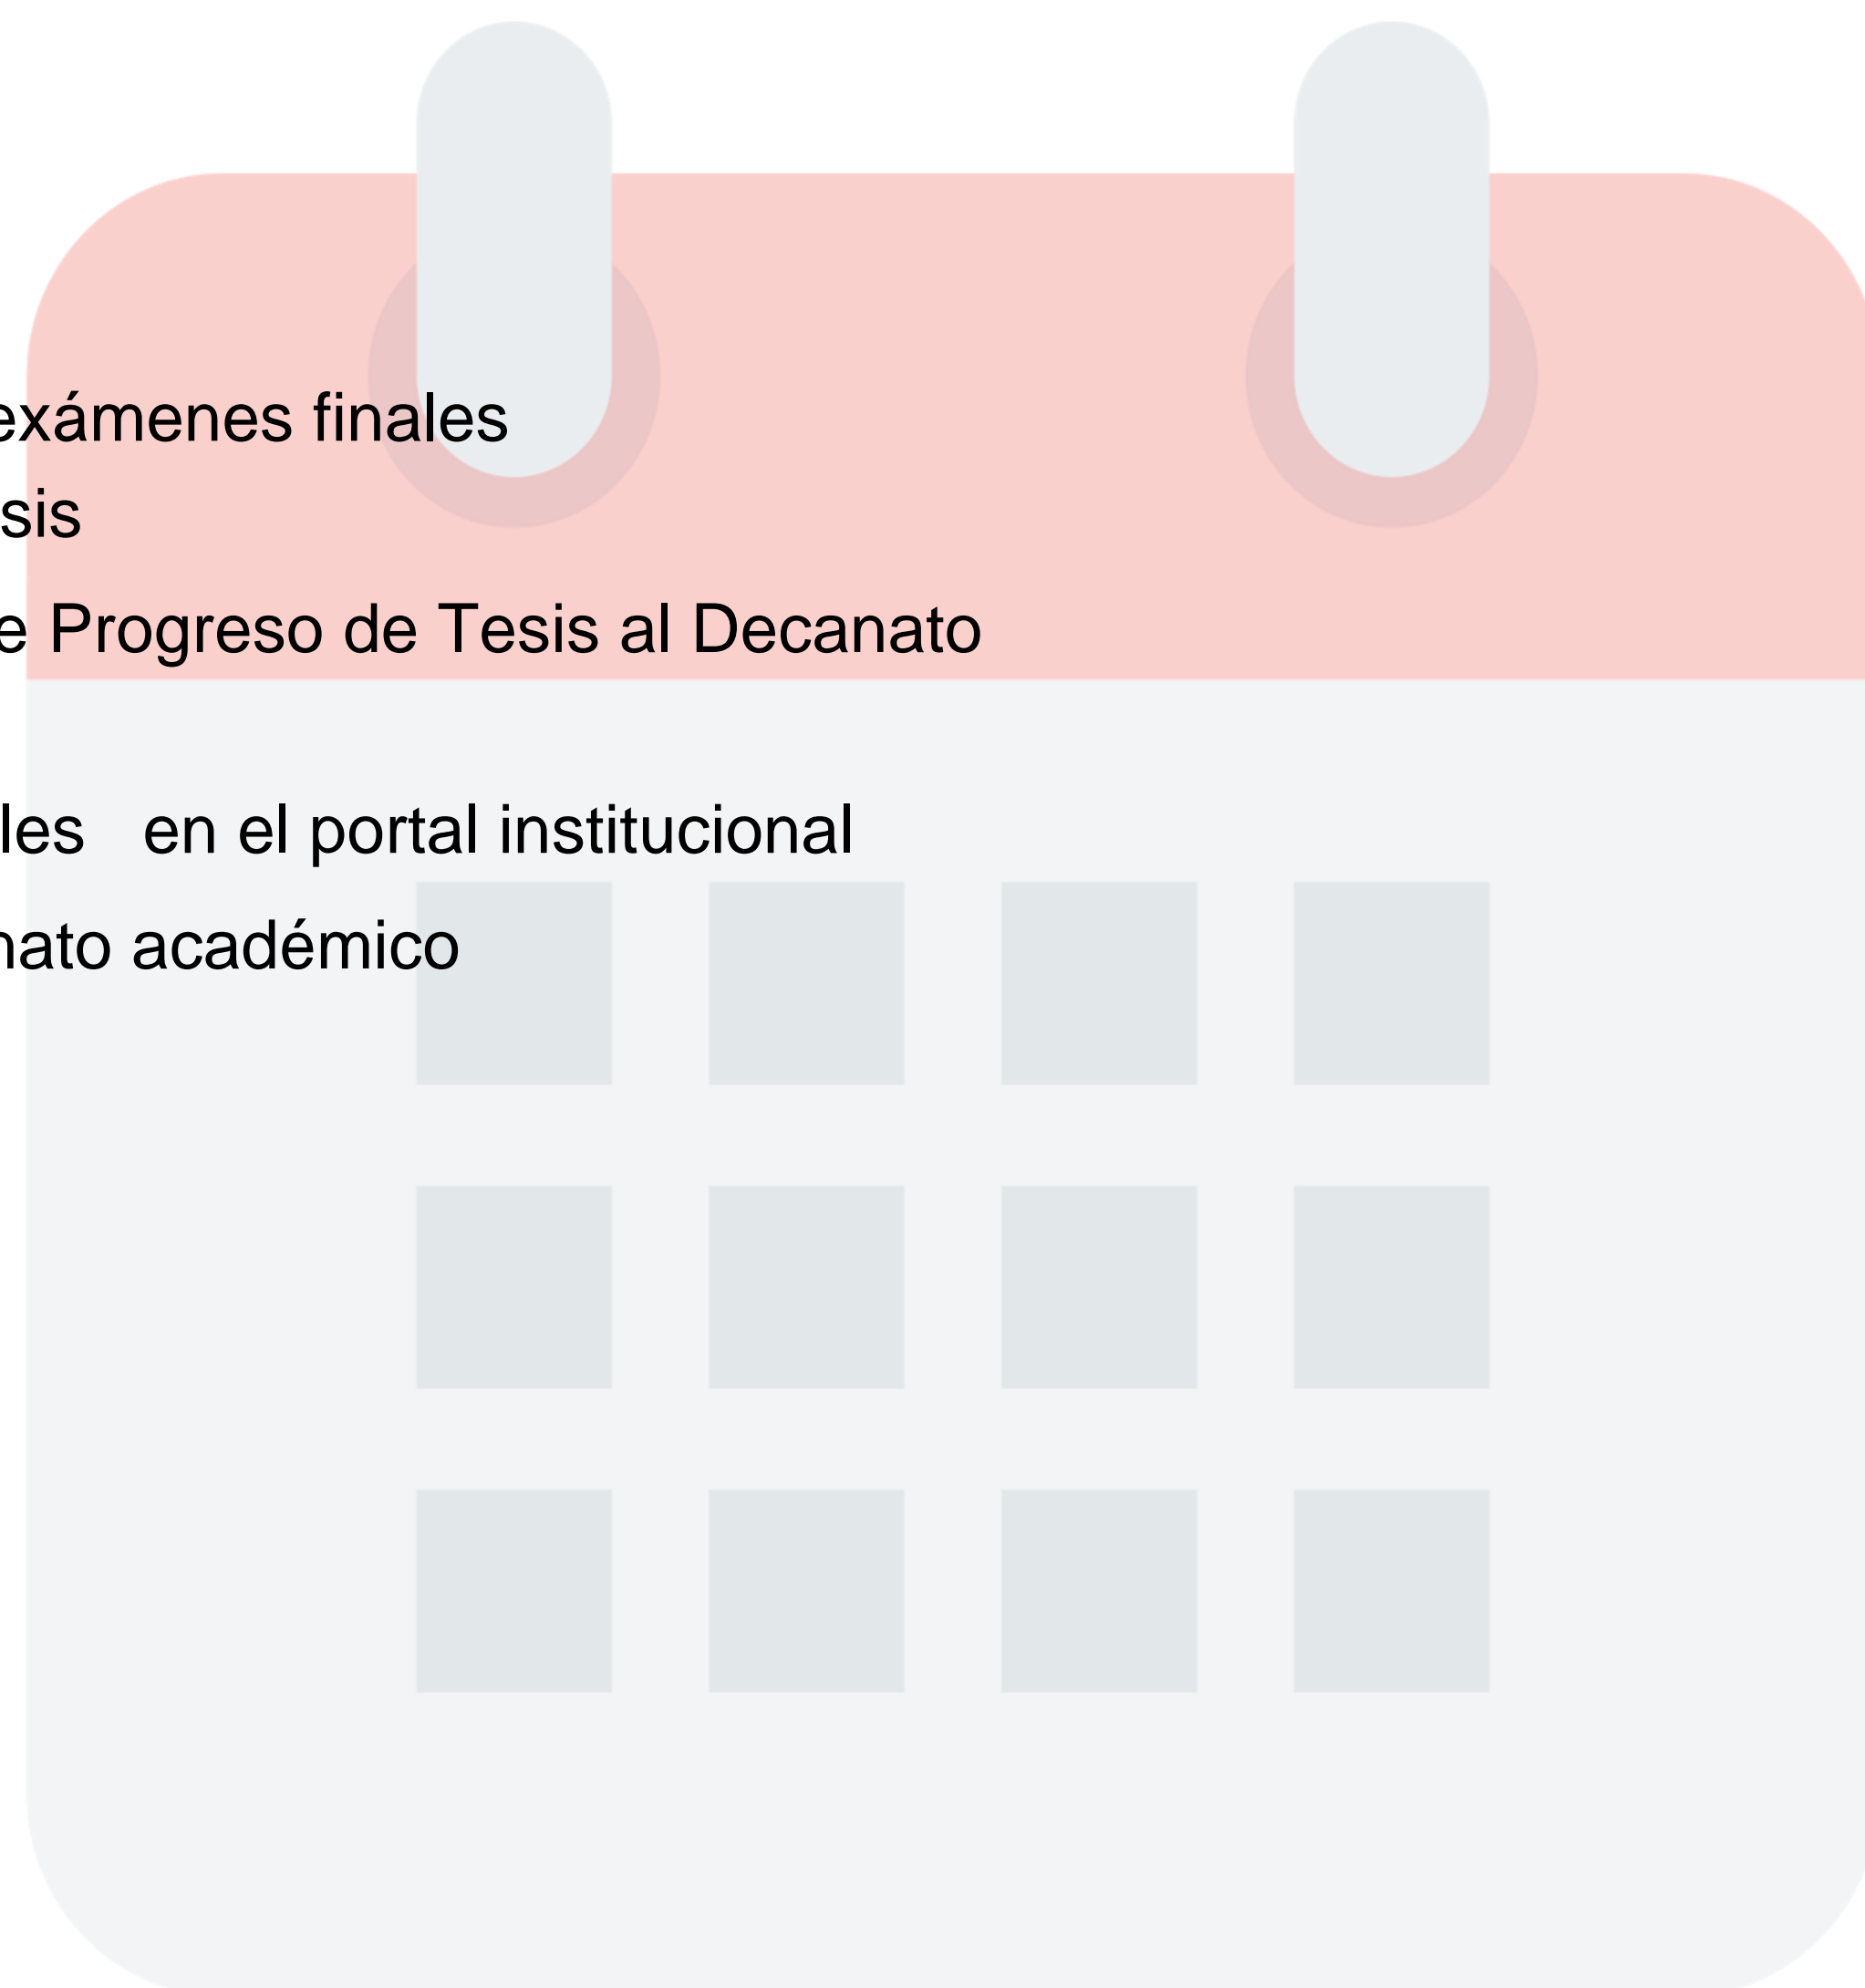 exámenes finales
sis
e Progreso de Tesis al Decanato
les en el portal institucional
nato académico